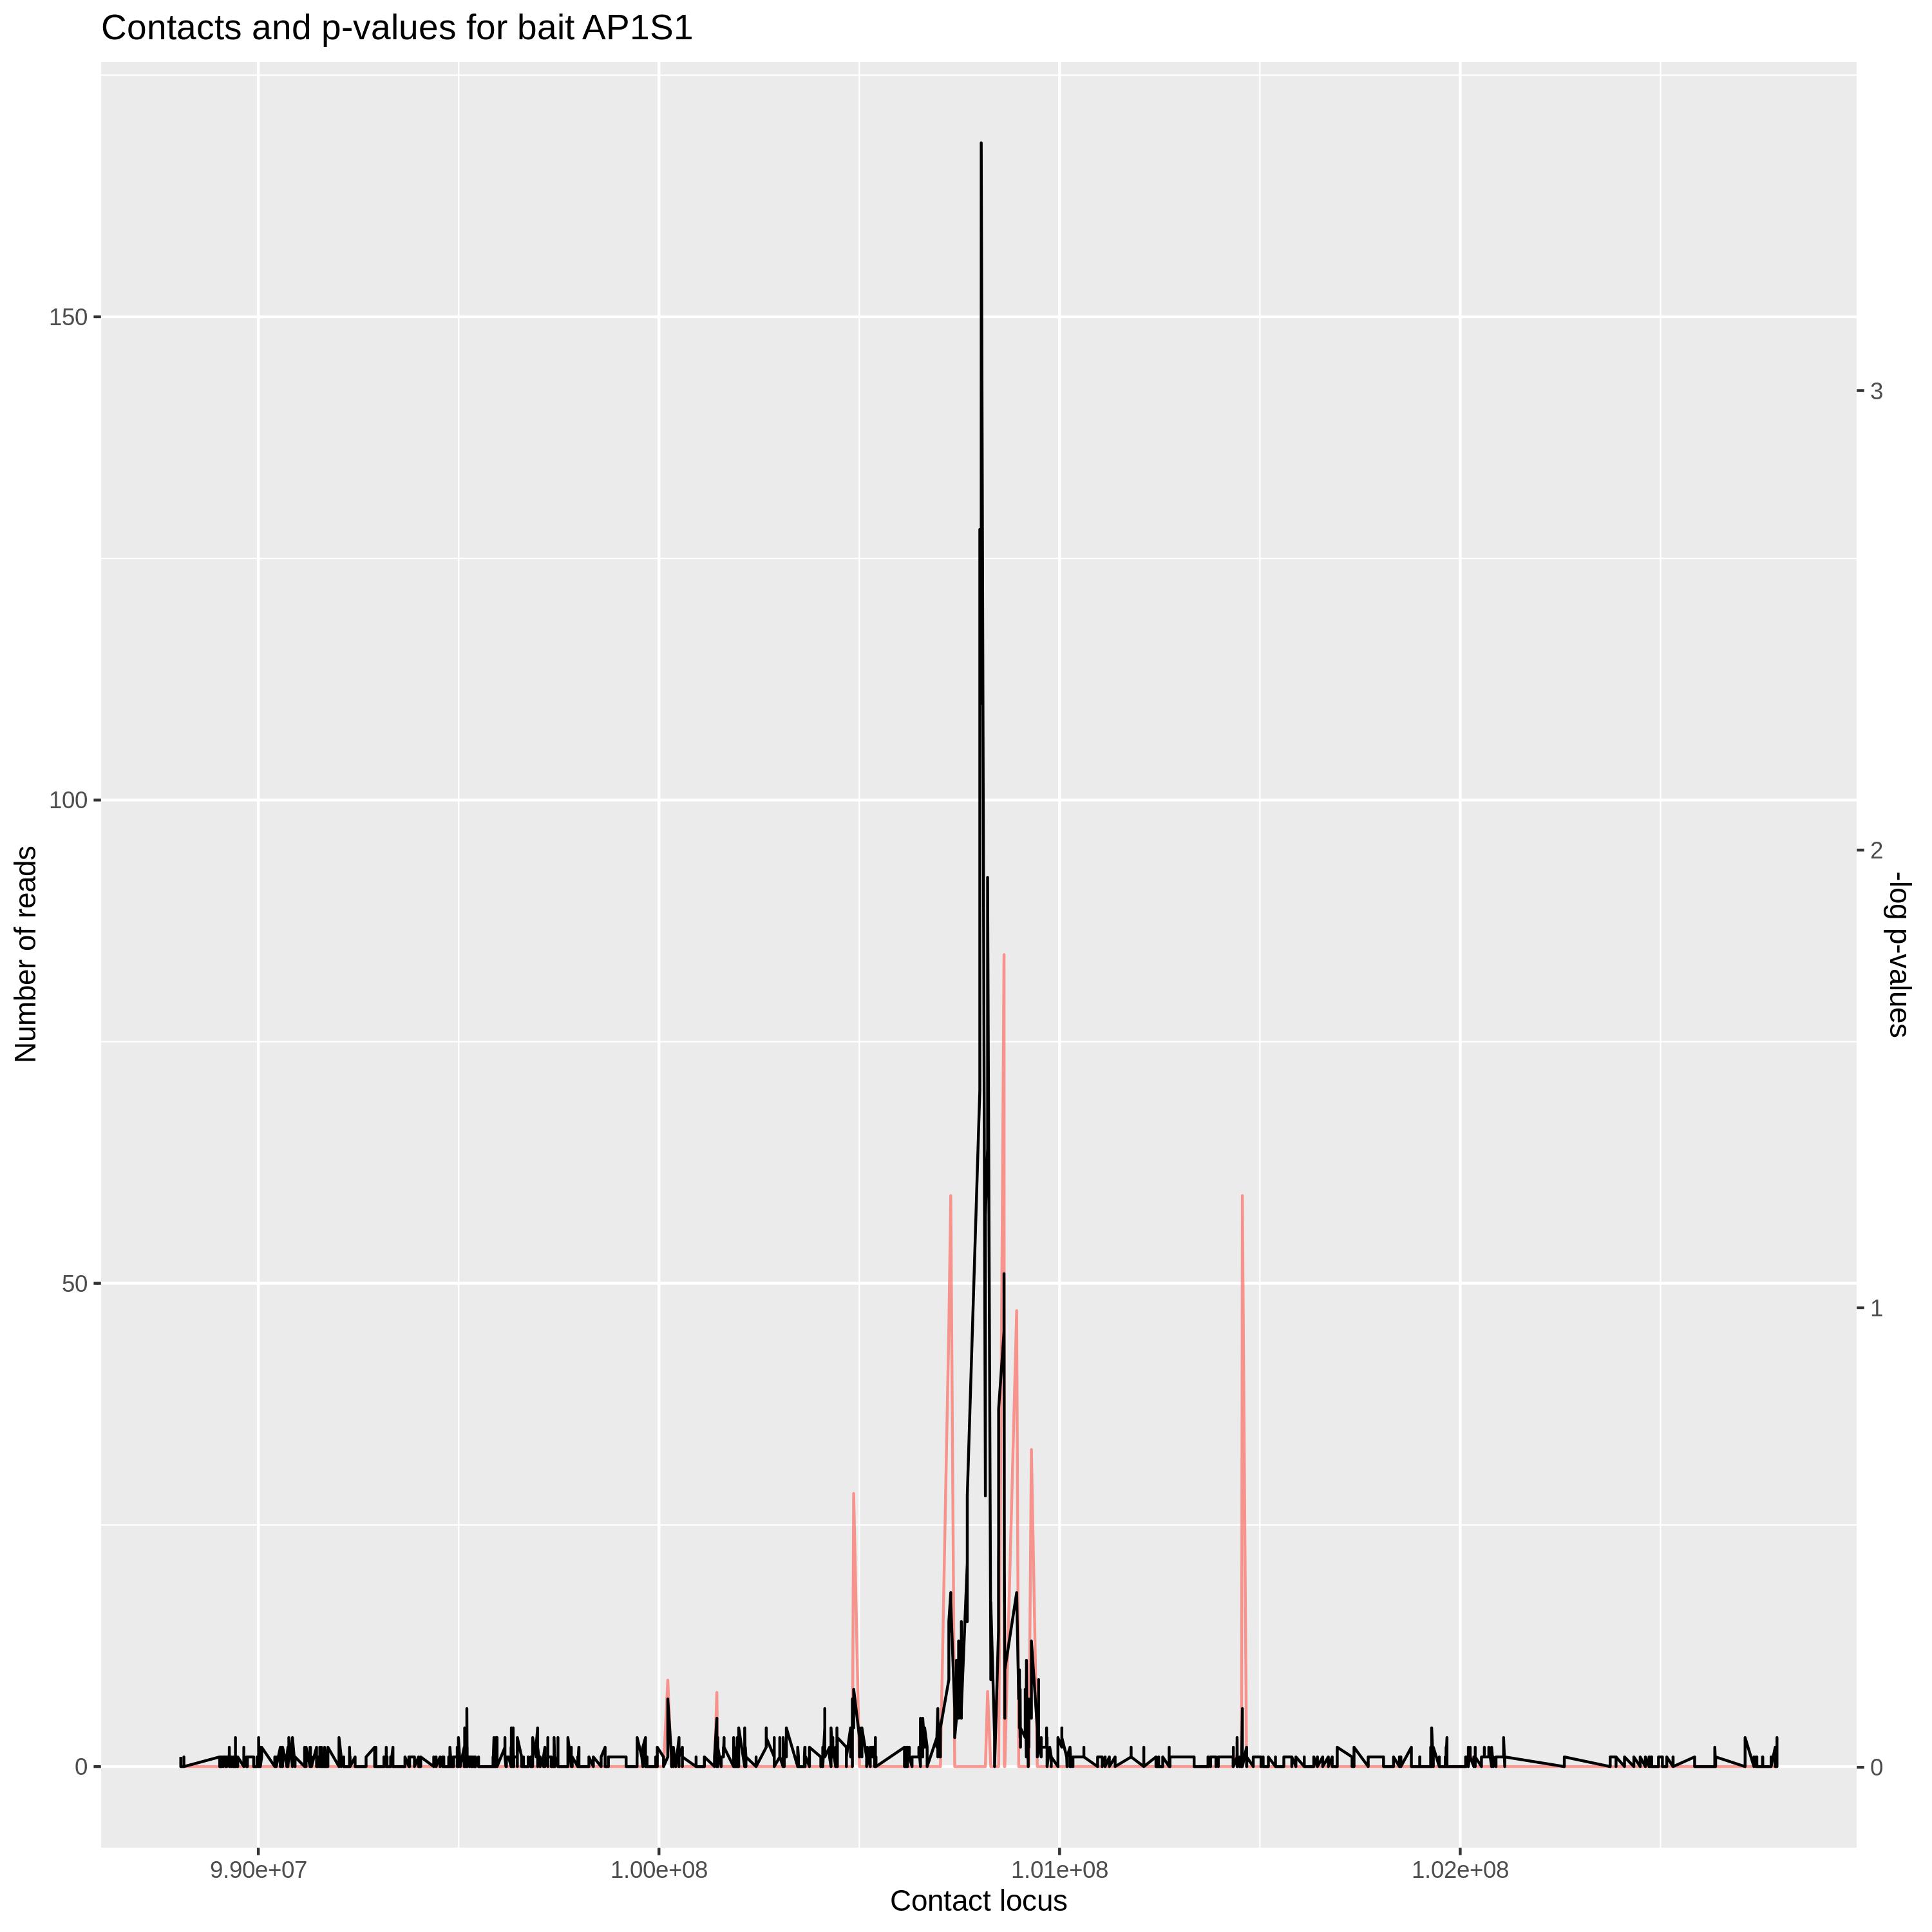 Contacts and p-values for bait AP1S1
150
100
50
0
Number of reads
3
2
1
0
-log p-values
9.90e+07
1.00e+08
1.01e+08
1.02e+08
Contact locus